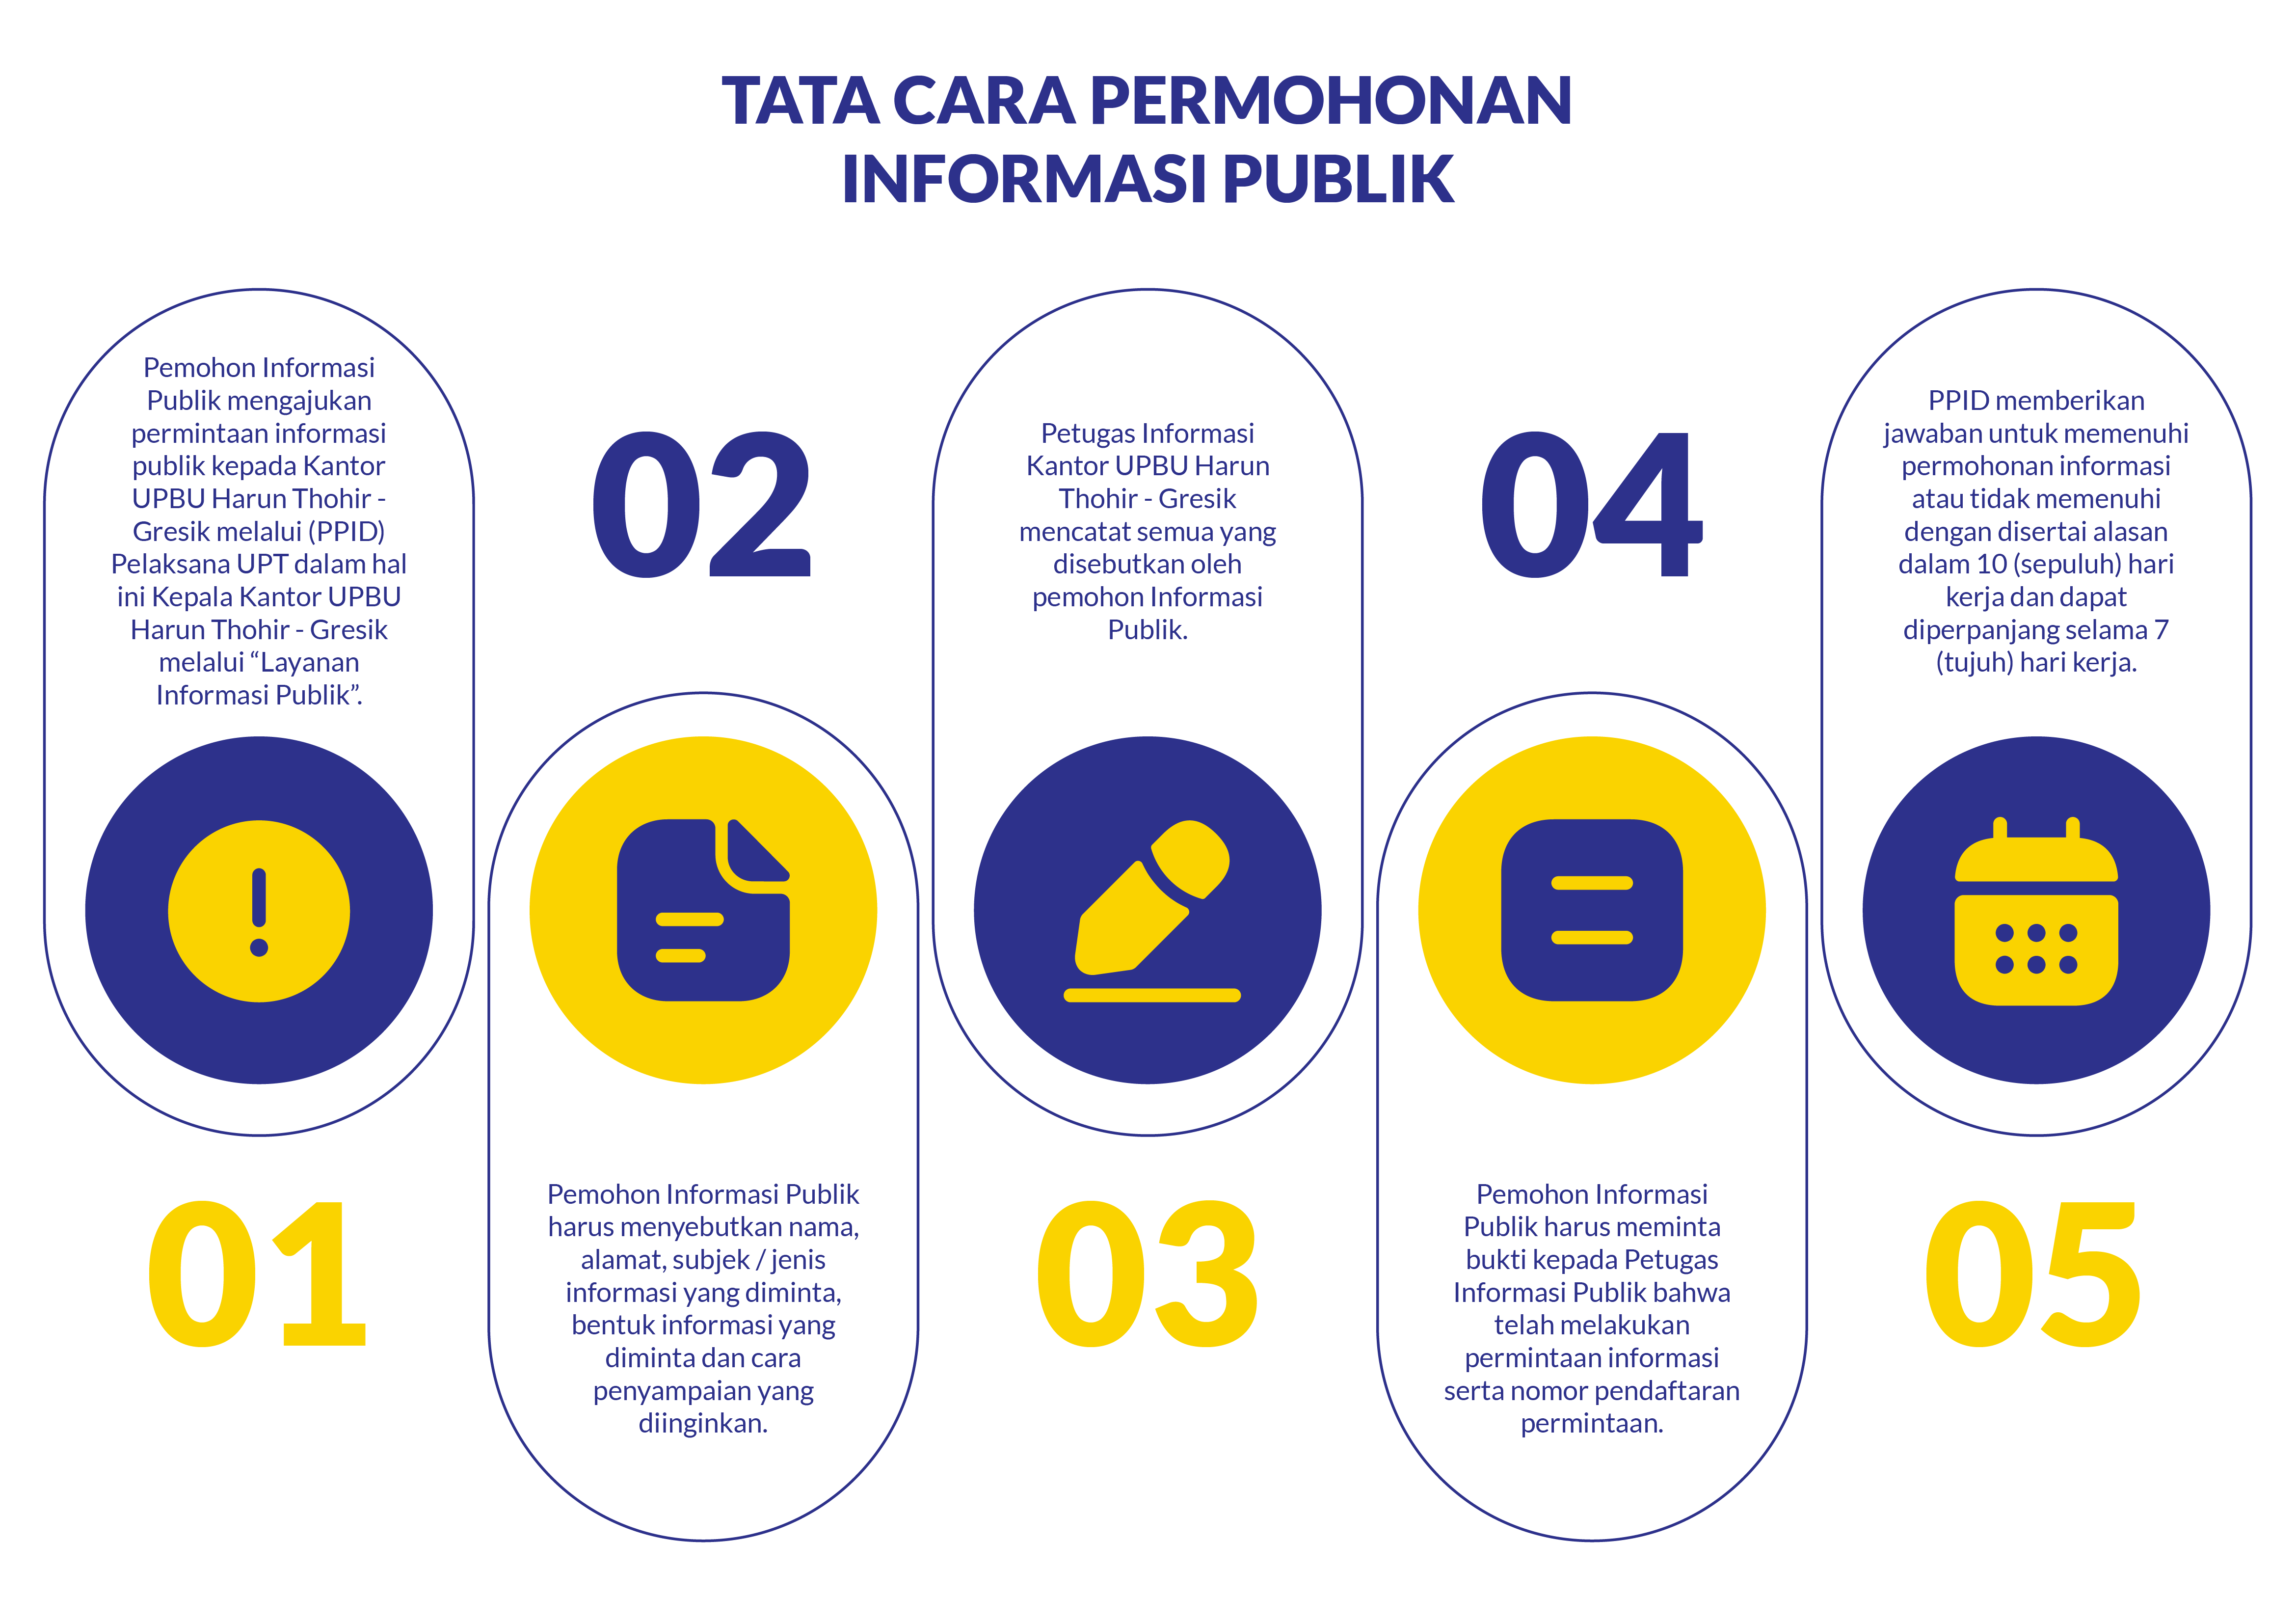 TATA CARA PERMOHONAN
INFORMASI PUBLIK
Pemohon Informasi
Publik mengajukan
permintaan informasi
publik kepada Kantor
UPBU Harun Thohir -
Gresik melalui (PPID)
Pelaksana UPT dalam hal
ini Kepala Kantor UPBU
Harun Thohir - Gresik
melalui “Layanan
Informasi Publik”.
01
02
Pemohon Informasi Publik
harus menyebutkan nama,
alamat, subjek / jenis
informasi yang diminta,
bentuk informasi yang
diminta dan cara
penyampaian yang
diinginkan.
Petugas Informasi
Kantor UPBU Harun
Thohir - Gresik
mencatat semua yang
disebutkan oleh
pemohon Informasi
Publik.
03
04
Pemohon Informasi
Publik harus meminta
bukti kepada Petugas
Informasi Publik bahwa
telah melakukan
permintaan informasi
serta nomor pendaftaran
permintaan.
PPID memberikan
jawaban untuk memenuhi
permohonan informasi
atau tidak memenuhi
dengan disertai alasan
dalam 10 (sepuluh) hari
kerja dan dapat
diperpanjang selama 7
(tujuh) hari kerja.
05